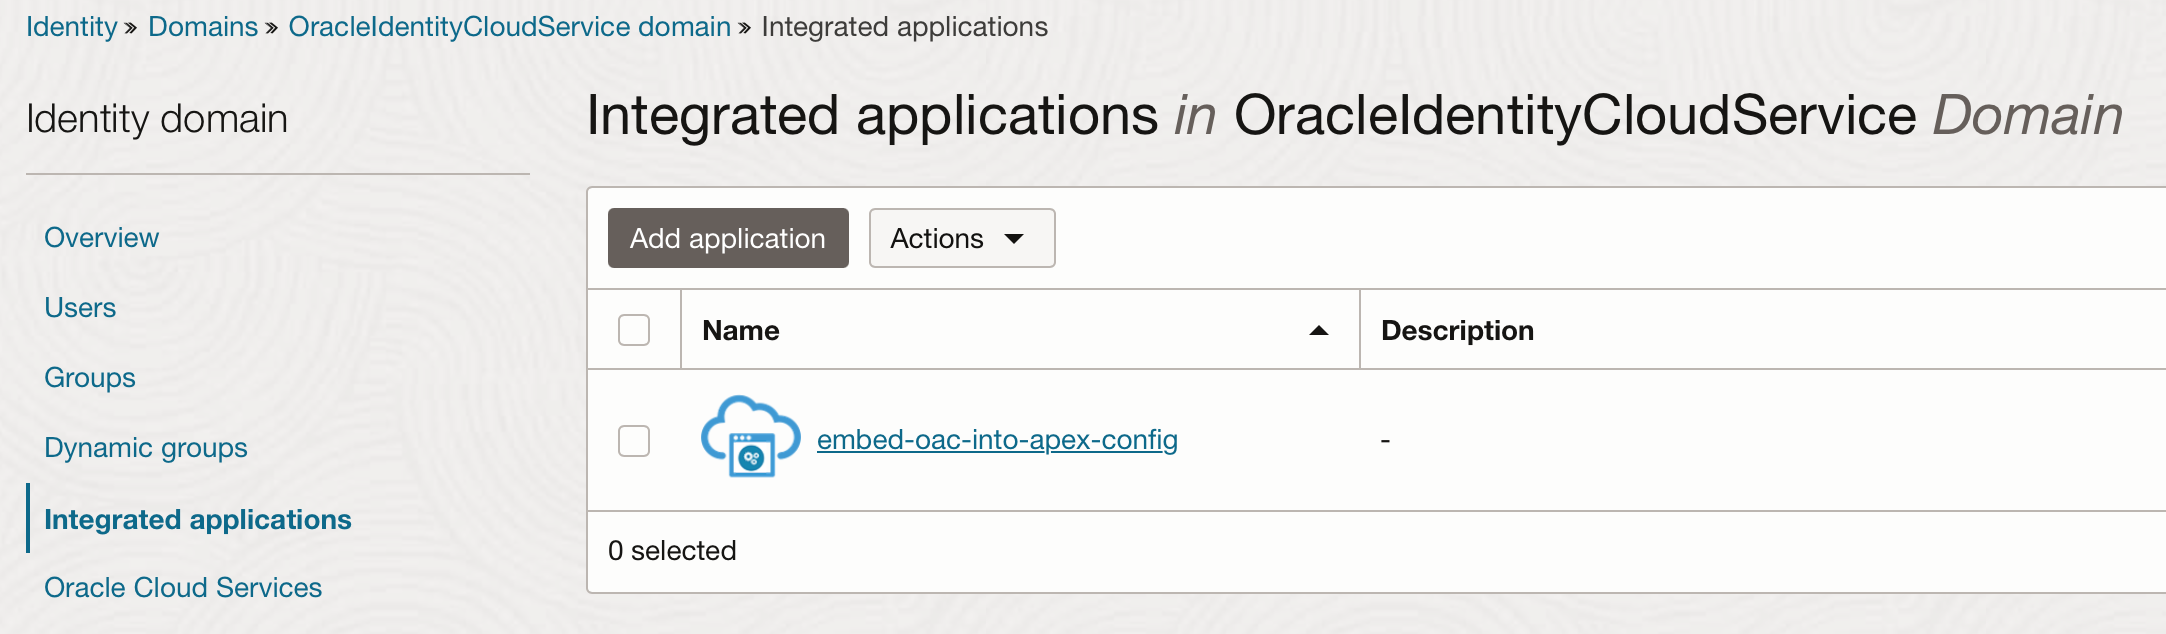 Identity » Domains » OracleIdentityCloudService domain » Integrated applications
Identity domain
Overview
Users
Groups
Dynamic groups
Integrated applications
Oracle Cloud Services
Integrated applications in OracleIdentityCloudService Domain
Add application Actions
Name Description
embed-oac-into-apex-config -
0 selected